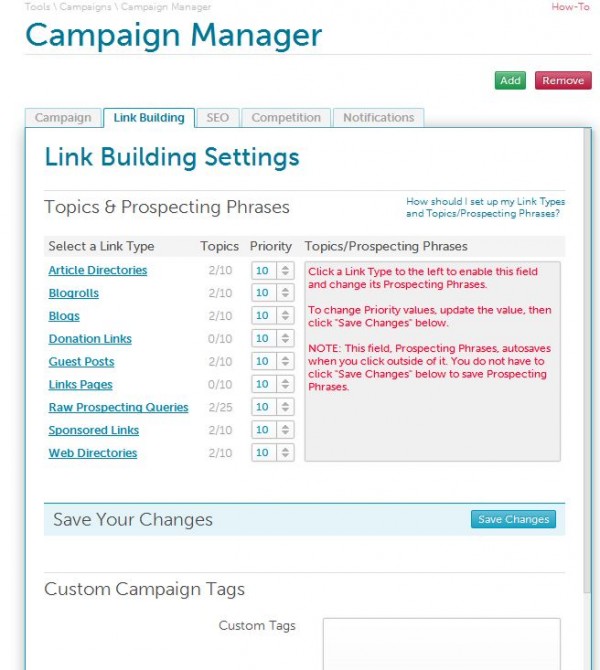 Tools \ Campaigns \ Campaign Manager
How-To
Campaign Manager
Add
Remove
Campaign
Link Building
SEO
Competition
Notifications
Link Building Settings
Topics & Prospecting Phrases
How should I set up my Link Types
and Topics/Prospecting Phrases?
Select a Link Type Topics Priority Topics/Prospecting Phrases
Article Directories 2/10 10
Blogrolls 2/10 10
Blogs 2/10 10
Donation Links 0/10 10
Guest Posts 2/10 10
Links Pages 0/10 10
Raw Prospecting Queries 2/25 10
Sponsored Links 2/10 10
Web Directories 2/10 10
Click a Link Type to the left to enable this field
and change its Prospecting Phrases.
To change Priority values, update the value, then
click "Save Changes" below.
NOTE: This field, Prospecting Phrases, autosaves
when you click outside of it. You do not have to
click "Save Changes" below to save Prospecting
Phrases.
Save Your Changes
Save Changes
Custom Campaign Tags
Custom Tags